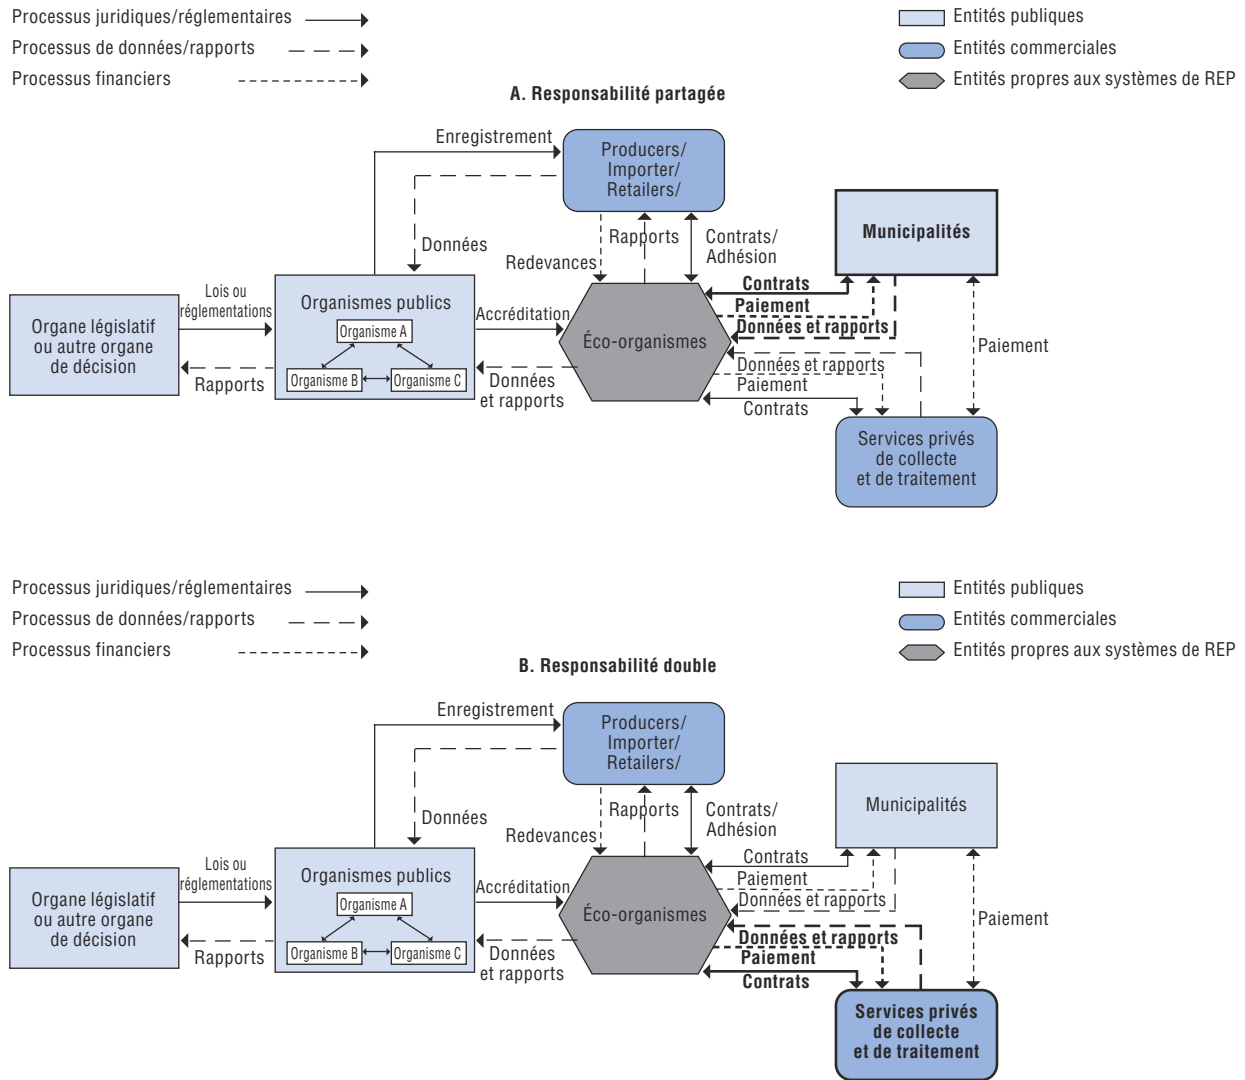 Processus juridiques/réglementaires
Processus de données/rapports
Processus financiers
Entités publiques
Entités commerciales
Entités propres aux systèmes de REP
A. Responsabilité partagée
Enregistrement
Producers/
Importer/
Retailers/
Données
Redevances
Rapports
Contrats/
Adhésion
Municipalités
Organe législatif
ou autre organe
de décision
Lois ou
réglementations
Rapports
Organismes publics
Organisme A
Organisme B
Organisme C
Accréditation
Données
et rapports
Éco-organismes
Contrats
Paiement
Données et rapports
Données et rapports
Paiement
Contrats
Paiement
Services privés
de collecte
et de traitement
Processus juridiques/réglementaires
Processus de données/rapports
Processus financiers
Entités publiques
Entités commerciales
Entités propres aux systèmes de REP
B. Responsabilité double
Enregistrement
Producers/
Importer/
Retailers/
Données
Redevances
Rapports
Contrats/
Adhésion
Municipalités
Organe législatif
ou autre organe
de décision
Lois ou
réglementations
Rapports
Organismes publics
Organisme A
Organisme B
Organisme C
Accréditation
Données
et rapports
Éco-organismes
Contrats
Paiement
Données et rapports
Données et rapports
Paiement
Contrats
Paiement
Services privés
de collecte
et de traitement